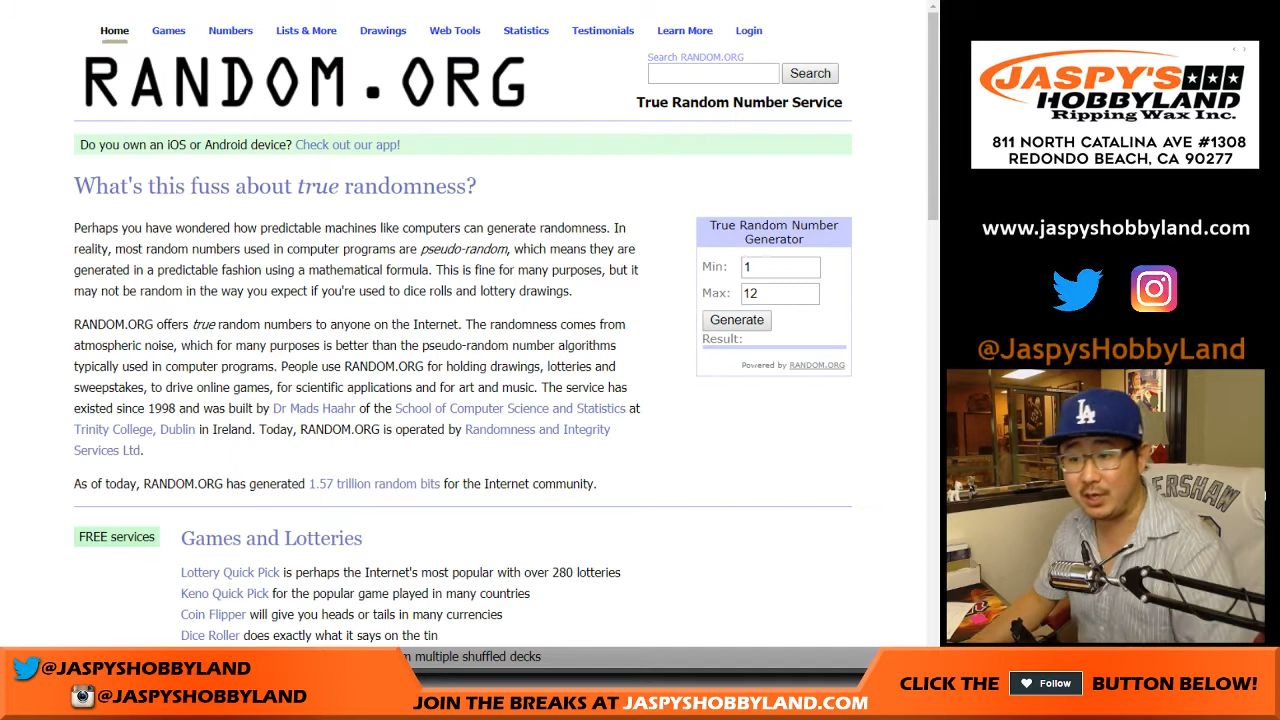 Home Games Numbers Lists & More Drawings Web Tools Statistics Testimonials Learn More Login
RANDOM.ORG
Search RANDOM.ORG
Search
True Random Number Service
Do you own an iOS or Android device? Check out our app!
What's this fuss about true randomness?
Perhaps you have wondered how predictable machines like computers can generate randomness. In
reality, most random numbers used in computer programs are pseudo-random, which means they are
generated in a predictable fashion using a mathematical formula. This is fine for many purposes, but it
may not be random in the way you expect if you're used to dice rolls and lottery drawings.
RANDOM.ORG offers true random numbers to anyone on the Internet. The randomness comes from
atmospheric noise, which for many purposes is better than the pseudo-random number algorithms
typically used in computer programs. People use RANDOM.ORG for holding drawings, lotteries and
sweepstakes, to drive online games, for scientific applications and for art and music. The service has
existed since 1998 and was built by Dr Mads Haahr of the School of Computer Science and Statistics at
Trinity College, Dublin in Ireland. Today, RANDOM.ORG is operated by Randomness and Integrity
Services Ltd.
As of today, RANDOM.ORG has generated 1.57 trillion random bits for the Internet community.
True Random Number
Generator
Min: 1
Max: 12
Generate
Result:
Powered by RANDOM.ORG
FREE services
Games and Lotteries
Lottery Quick Pick is perhaps the Internet's most popular with over 280 lotteries
Keno Quick Pick for the popular game played in many countries
Coin Flipper will give you heads or tails in many currencies
Dice Roller does exactly what it says on the tin
multiple shuffled decks
JASPY'S
HOBBYLAND
Ripping Wax Inc.
811 NORTH CATALINA AVE #1308
REDONDO BEACH, CA 90277
www.jaspyshobbyland.com
@JaspysHobbyLand
LA
ERSHAW
@JASPYSHOBBYLAND
@JASPYSHOBBYLAND
JOIN THE BREAKS AT JASPYSHOBBYLAND.COM
CLICK THE Follow BUTTON BELOW!